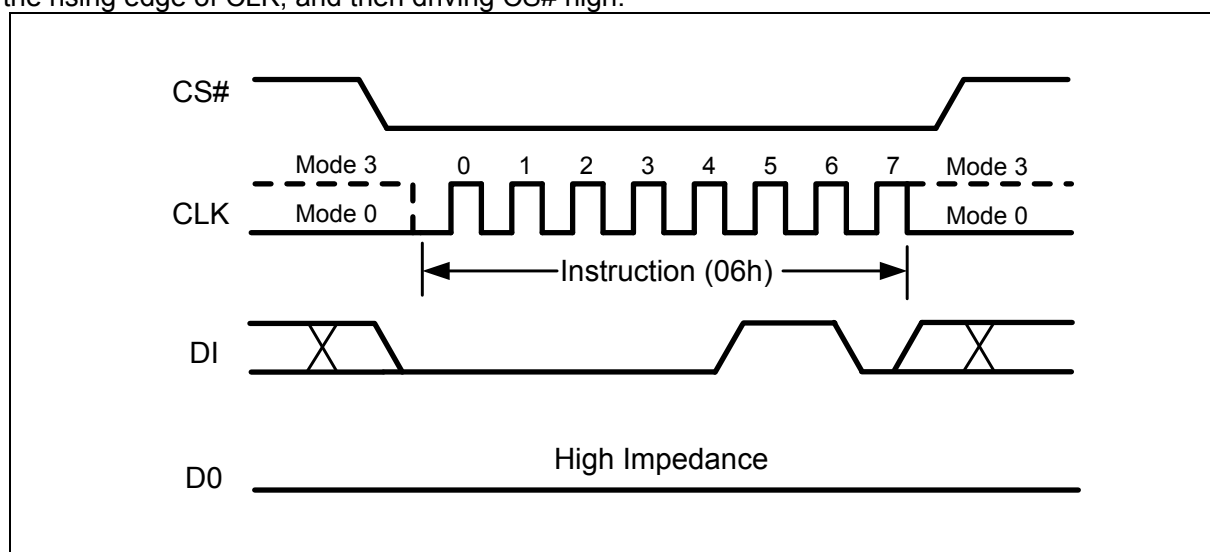 the rising edge of CLK, and then driving CS# high.
CS#
Mode 3 0 1 2 3 4 5 6 7 Mode 3
CLK Mode 0 Mode 0
Instruction (06h)
DI
High Impedance
D0